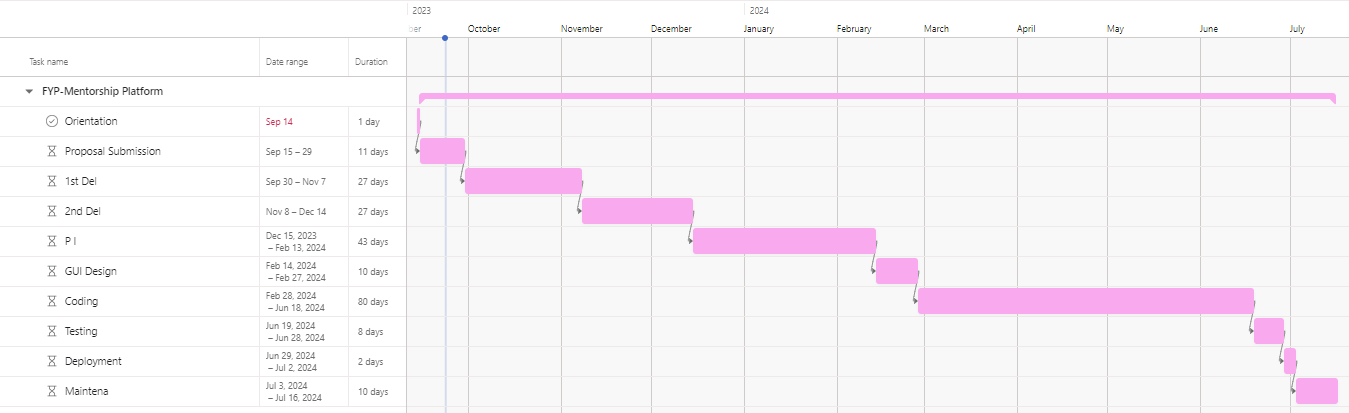 2023 2024
ber October November December January February March April May June July
Task name Date range Duration
FYP-Mentorship Platform
Orientation Sep 14 1 day
Proposal Submission Sep 15 – 29 11 days
1st Del Sep 30 – Nov 7 27 days
2nd Del Nov 8 – Dec 14 27 days
P I Dec 15, 2023 – Feb 13, 2024 43 days
GUI Design Feb 14, 2024 – Feb 27, 2024 10 days
Coding Feb 28, 2024 – Jun 18, 2024 80 days
Testing Jun 19, 2024 – Jun 28, 2024 8 days
Deployment Jun 29, 2024 – Jul 2, 2024 2 days
Maintena Jul 3, 2024 – Jul 16, 2024 10 days